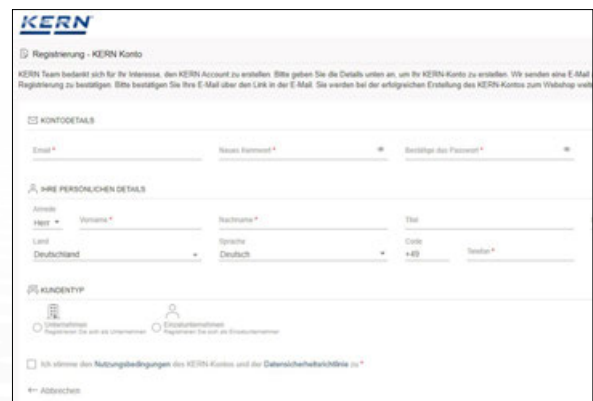 KERN
Registrierung - KERN Konto
KERN Team bedankt sich für Ihr Interesse, den KERN Account zu erstellen. Bitte geben Sie die Details unten an, um Ihr KERN-Konto zu erstellen. Wir senden eine E-Mail
Registrierung zu bestätigen. Bitte bestätigen Sie Ihre E-Mail über den Link in der E-Mail. Sie werden bei der erfolgreichen Erstellung des KERN-Kontos zum Webshop weit
KONTODETAILS
Email * Neues Kennwort * Bestätige das Passwort *
IHRE PERSÖNLICHEN DETAILS
Anrede
Herr Vorname * Nachname * Titel
Land Sprache Code
Deutschland Deutsch +49 Telefon *
KUNDENTYP
Unternehmen Einzelunternehmen
Registrieren Sie sich als Unternehmen Registrieren Sie sich als Einzelunternehmen
Ich stimme den Nutzungsbedingungen des KERN-Kontos und der Datensicherheitsrichtlinie zu *
← Abbrechen